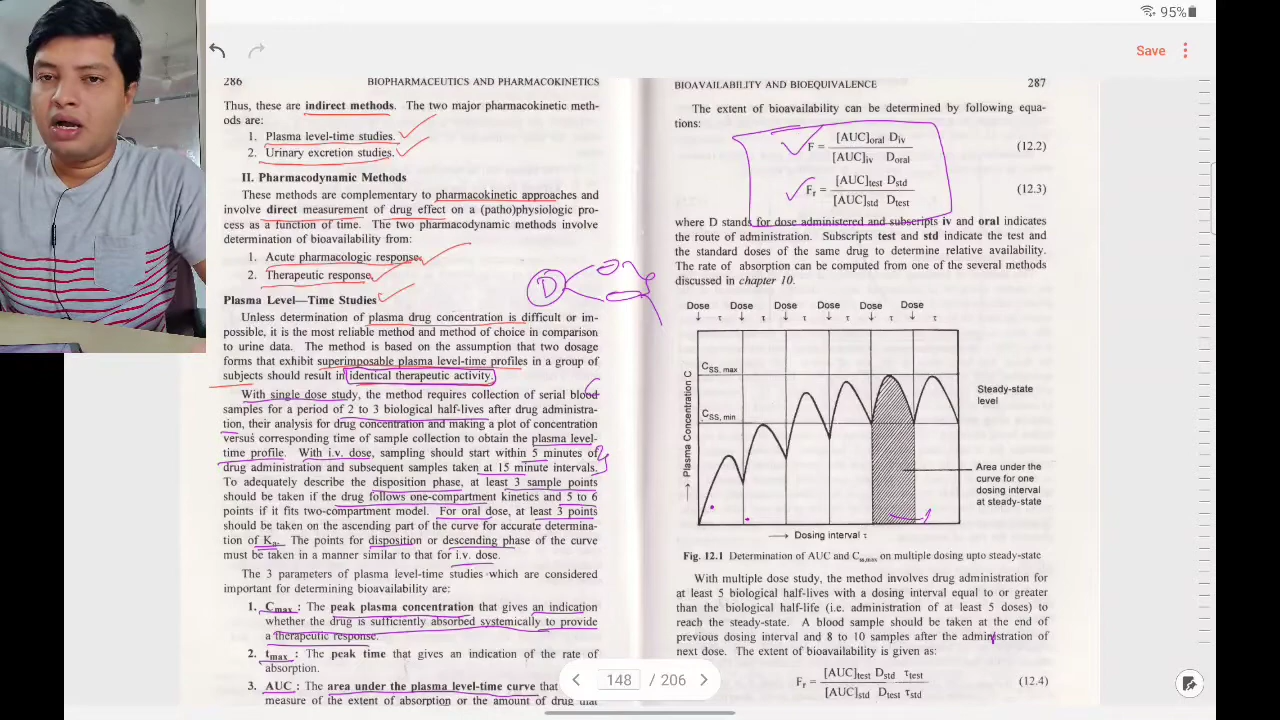 95%
Save
286 BIOPHARMACEUTICS AND PHARMACOKINETICS
Thus, these are indirect methods. The two major pharmacokinetic meth-
ods are:
1. Plasma level-time studies.
2. Urinary excretion studies.
II. Pharmacodynamic Methods
These methods are complementary to pharmacokinetic approaches and
involve direct measurement of drug effect on a (patho)physiologic pro-
cess as a function of time. The two pharmacodynamic methods involve
determination of bioavailability from:
1. Acute pharmacologic response.
2. Therapeutic response.
D
Plasma Level—Time Studies
Unless determination of plasma drug concentration is difficult or im-
possible, it is the most reliable method and method of choice in comparison
to urine data. The method is based on the assumption that two dosage
forms that exhibit superimposable plasma level-time profiles in a group of
subjects should result in identical therapeutic activity.
With single dose study, the method requires collection of serial blood
samples for a period of 2 to 3 biological half-lives after drug administra-
tion, their analysis for drug concentration and making a plot of concentration
versus corresponding time of sample collection to obtain the plasma level-
time profile. With i.v. dose, sampling should start within 5 minutes of
drug administration and subsequent samples taken at 15 minute intervals.
To adequately describe the disposition phase, at least 3 sample points
should be taken if the drug follows one-compartment kinetics and 5 to 6
points if it fits two-compartment model. For oral dose, at least 3 points
should be taken on the ascending part of the curve for accurate determina-
tion of Ka. The points for disposition or descending phase of the curve
must be taken in a manner similar to that for i.v. dose.
The 3 parameters of plasma level-time studies which are considered
important for determining bioavailability are:
1. Cmax : The peak plasma concentration that gives an indication
whether the drug is sufficiently absorbed systemically to provide
a therapeutic response.
2. tmax : The peak time that gives an indication of the rate of
absorption.
3. AUC : The area under the plasma level-time curve that
measure of the extent of absorption or the amount of drug that
BIOAVAILABILITY AND BIOEQUIVALENCE 287
The extent of bioavailability can be determined by following equa-
tions:
F = [AUC]oral Div / [AUC]iv Doral (12.2)
Fr = [AUC]test Dstd / [AUC]std Dtest (12.3)
where D stands for dose administered and subscripts iv and oral indicates
the route of administration. Subscripts test and std indicate the test and
the standard doses of the same drug to determine relative availability.
The rate of absorption can be computed from one of the several methods
discussed in chapter 10.
Dose Dose Dose Dose Dose Dose
τ τ τ τ τ τ
CSS, max
CSS, min
Plasma Concentration C
Steady-state
level
Area under the
curve for one
dosing interval
at steady-state
Dosing interval τ
Fig. 12.1 Determination of AUC and Css,max on multiple dosing upto steady-state
With multiple dose study, the method involves drug administration for
at least 5 biological half-lives with a dosing interval equal to or greater
than the biological half-life (i.e. administration of at least 5 doses) to
reach the steady-state. A blood sample should be taken at the end of
previous dosing interval and 8 to 10 samples after the administration of
next dose. The extent of bioavailability is given as:
Fr = [AUC]test Dstd τtest / [AUC]std Dtest τstd (12.4)
148 / 206